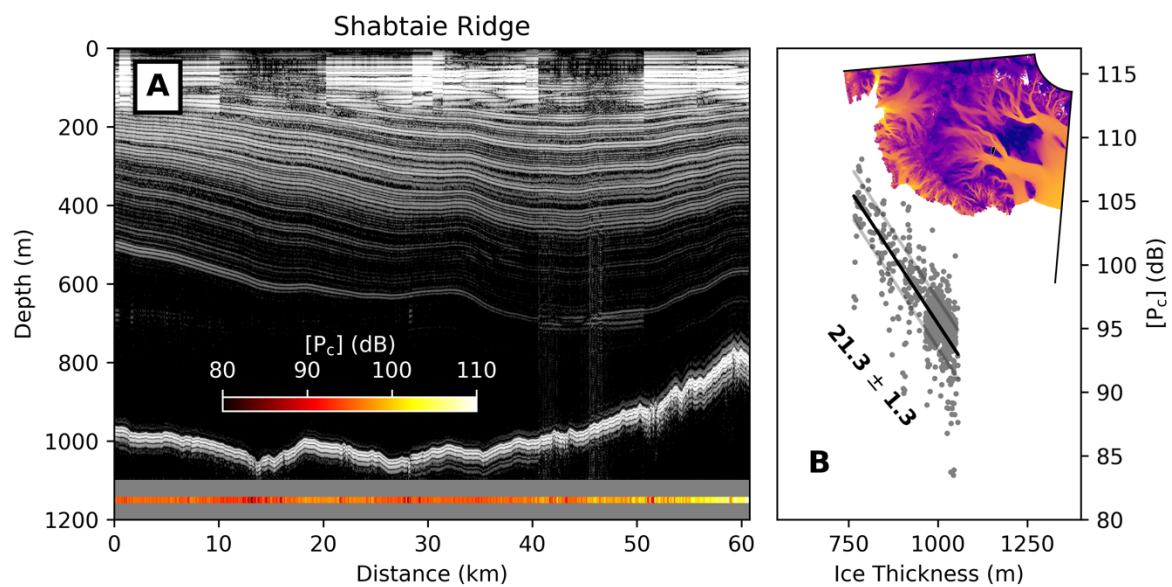 Shabtaie Ridge
A
0
200
400
600
800
1000
1200
Depth (m)
[Pc] (dB)
80 90 100 110
0 10 20 30 40 50 60
Distance (km)
B
21.3 ± 1.3
115
110
105
100
95
90
85
80
[Pc] (dB)
750 1000 1250
Ice Thickness (m)